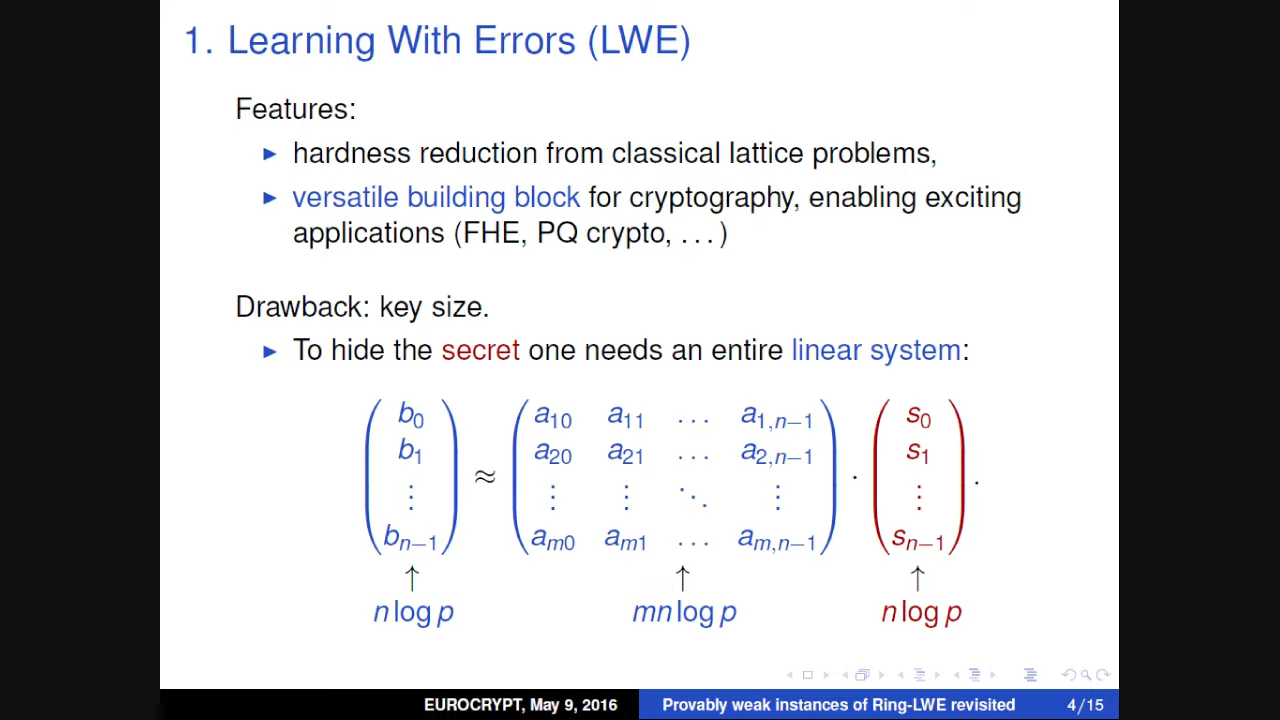 1. Learning With Errors (LWE)
Features:
▶ hardness reduction from classical lattice problems,
▶ versatile building block for cryptography, enabling exciting
applications (FHE, PQ crypto, . . . )
Drawback: key size.
▶ To hide the secret one needs an entire linear system:
b0 a10 a11 . . . a1,n−1 s0
b1 a20 a21 . . . a2,n−1 s1
⋮ ≈ ⋮ ⋮ ⋱ ⋮ · ⋮ .
bn−1 am0 am1 . . . am,n−1 sn−1
↑ ↑ ↑
n log p mn log p n log p
EUROCRYPT, May 9, 2016 Provably weak instances of Ring-LWE revisited 4/15